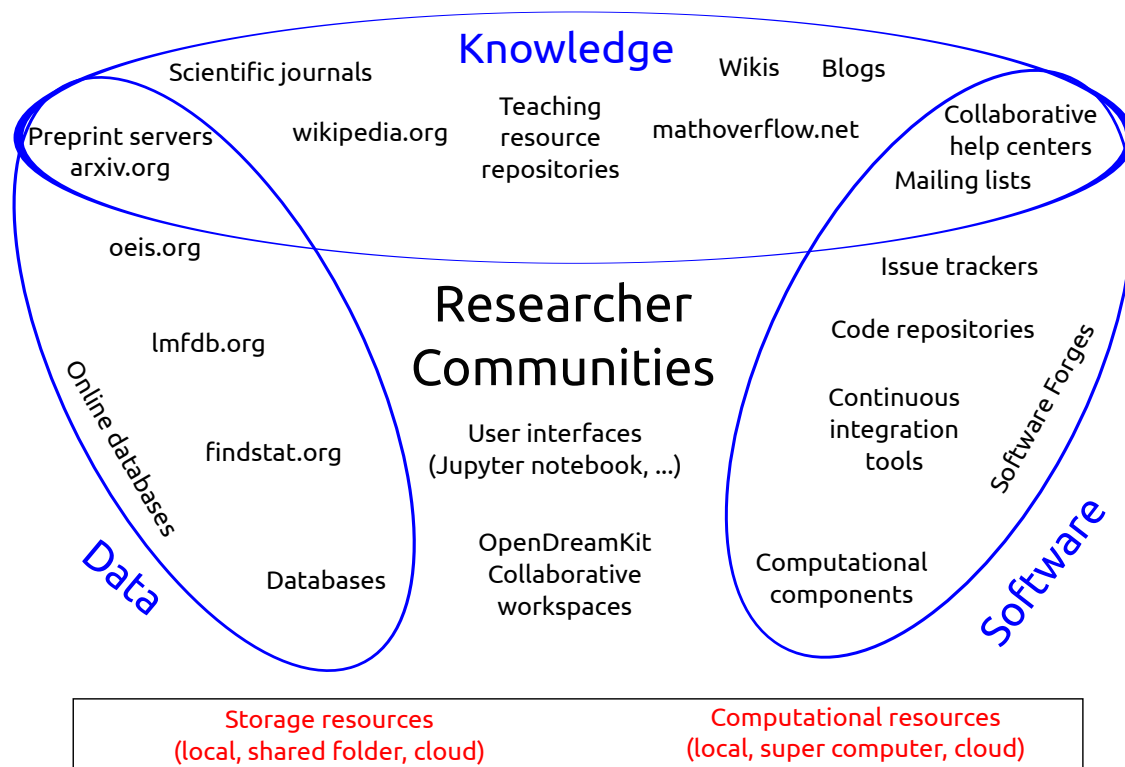 Knowledge
Scientific journals
Wikis
Blogs
Preprint servers
arxiv.org
wikipedia.org
Teaching
resource
repositories
mathoverflow.net
Collaborative
help centers
Mailing lists
oeis.org
lmfdb.org
Online databases
findstat.org
Databases
Data
Researcher
Communities
User interfaces
(Jupyter notebook, ...)
OpenDreamKit
Collaborative
workspaces
Issue trackers
Code repositories
Continuous
integration
tools
Software Forges
Computational
components
Software
Storage resources
(local, shared folder, cloud)
Computational resources
(local, super computer, cloud)